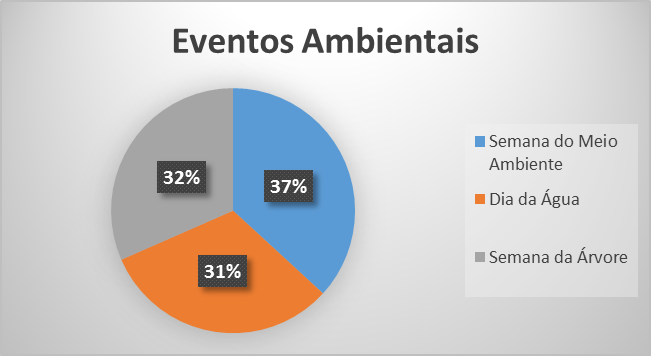 Eventos Ambientais
37%
32%
31%
Semana do Meio
Ambiente
Dia da Água
Semana da Árvore